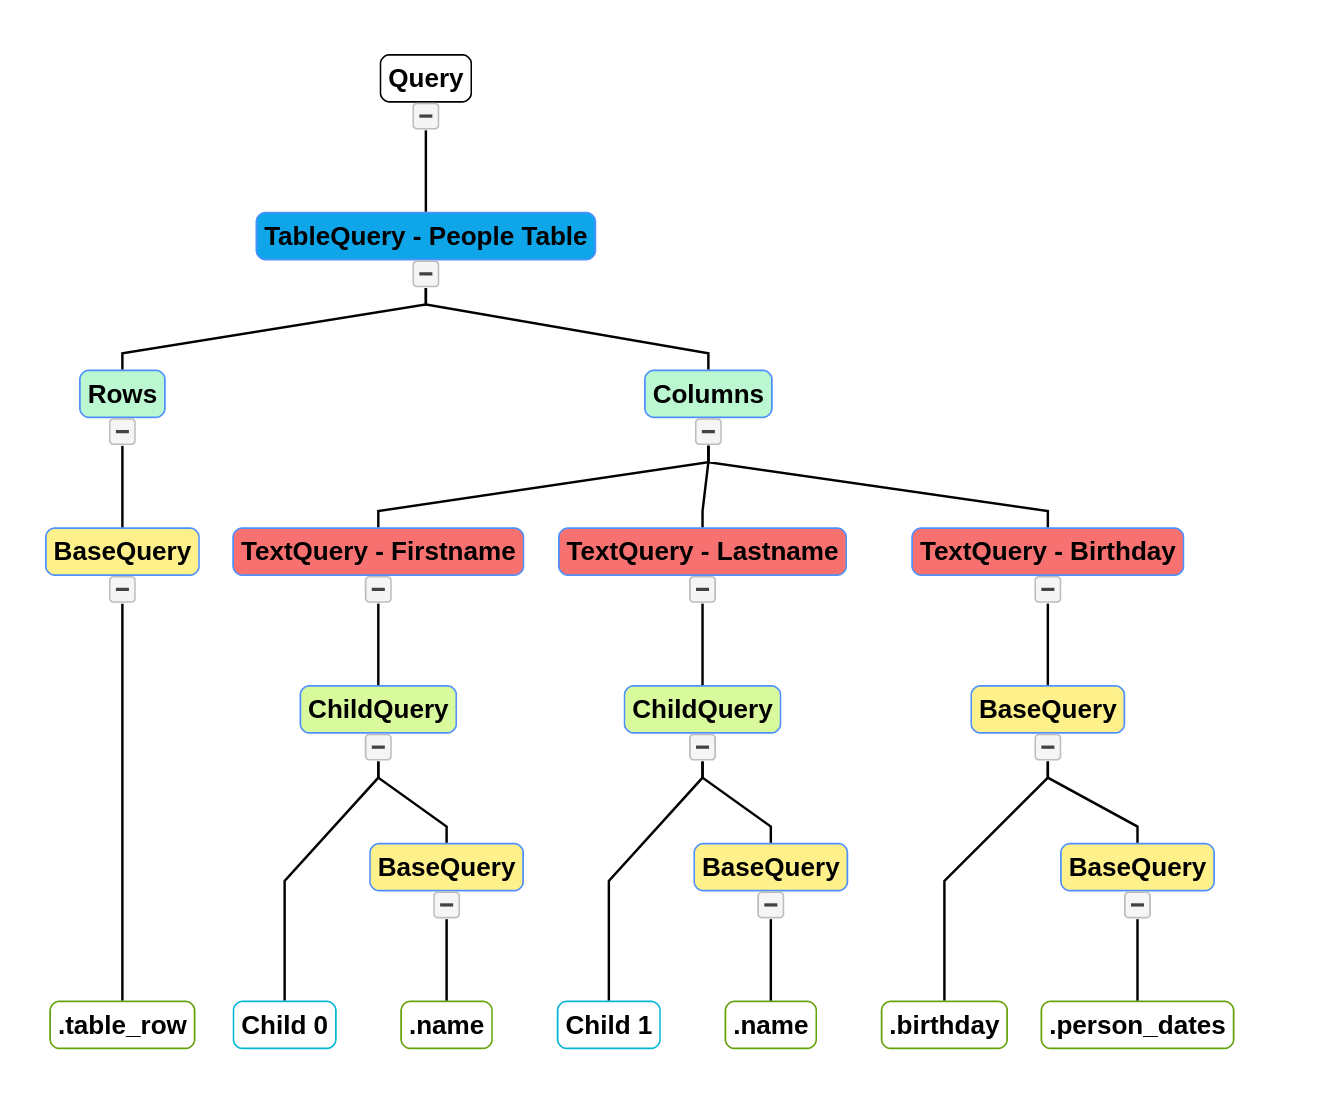 Query
TableQuery - People Table
Rows
Columns
BaseQuery
TextQuery - Firstname
TextQuery - Lastname
TextQuery - Birthday
ChildQuery
ChildQuery
BaseQuery
BaseQuery
BaseQuery
BaseQuery
.table_row
Child 0
.name
Child 1
.name
.birthday
.person_dates